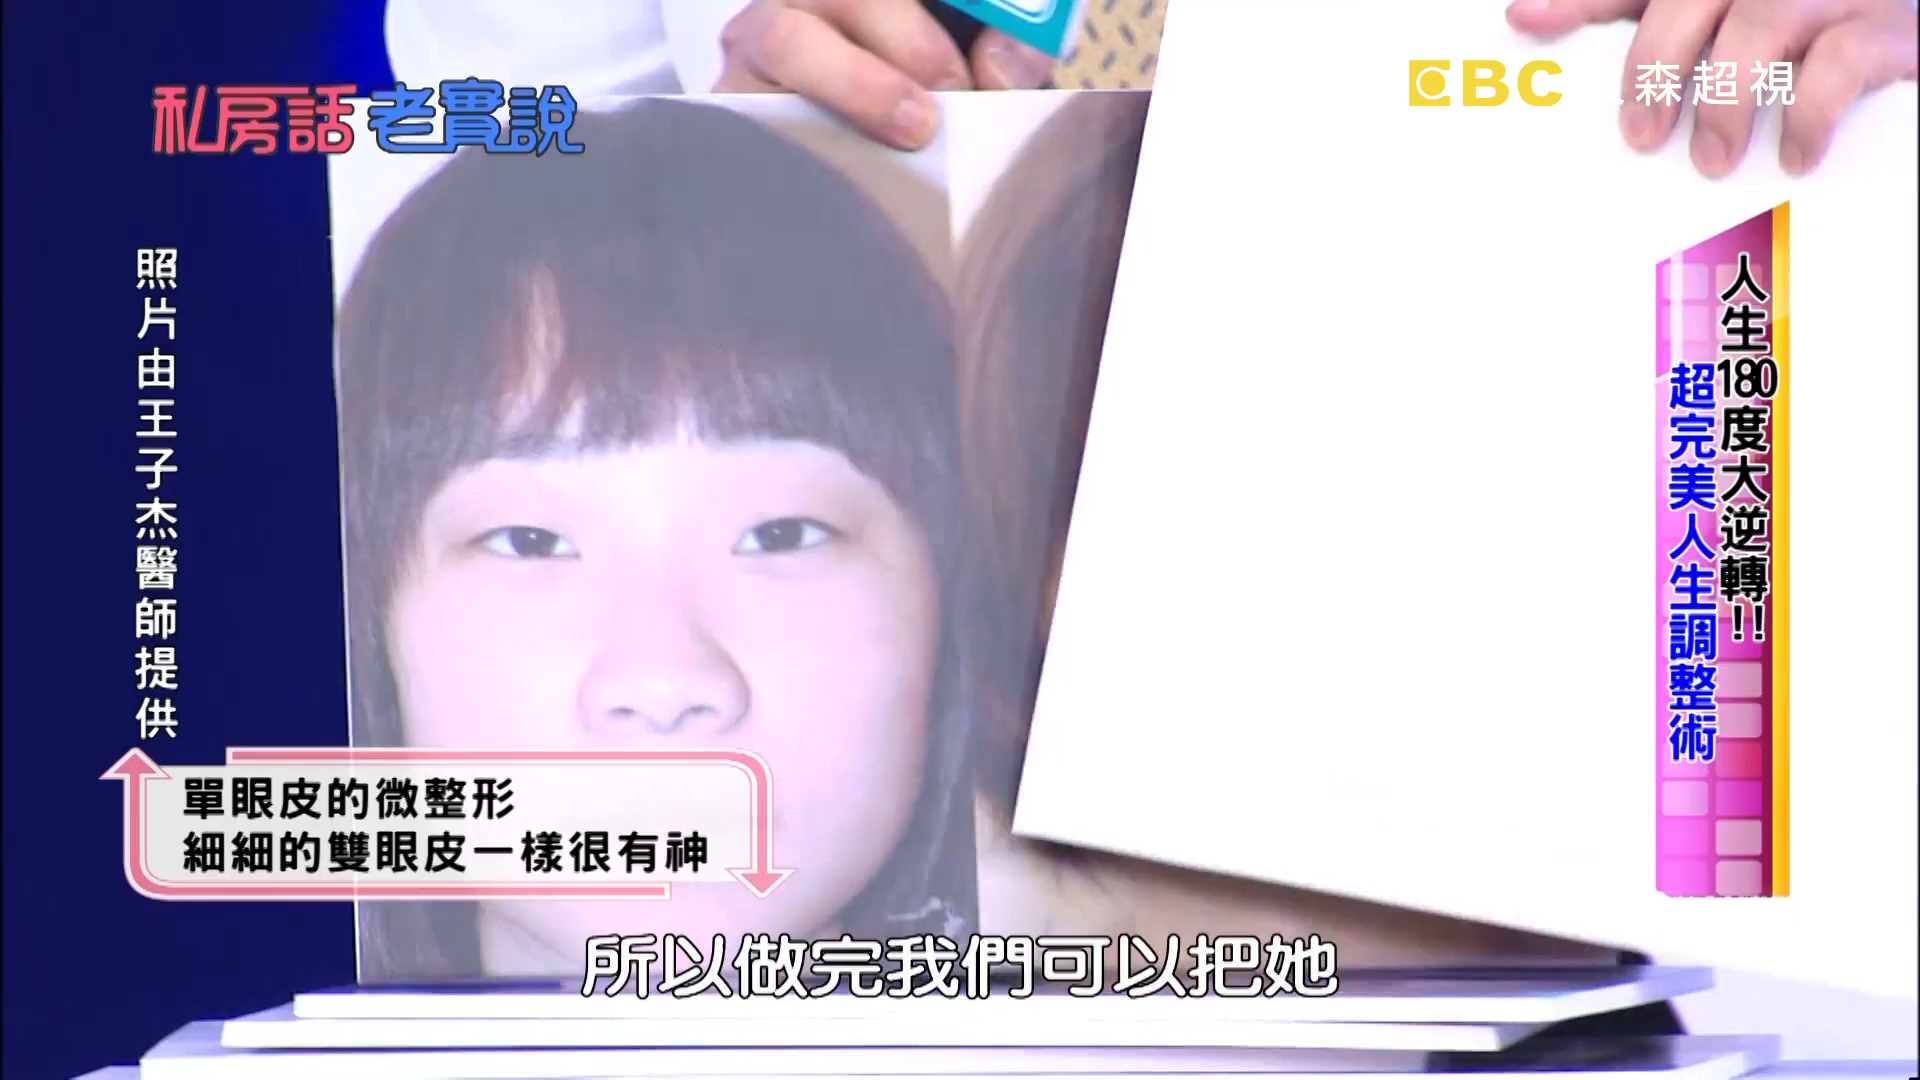 私房話老實說
EBC 森超視
照片由王子杰醫師提供
人生180度大逆轉!!
超完美人生調整術
單眼皮的微整形
細細的雙眼皮一樣很有神
所以做完我們可以把她